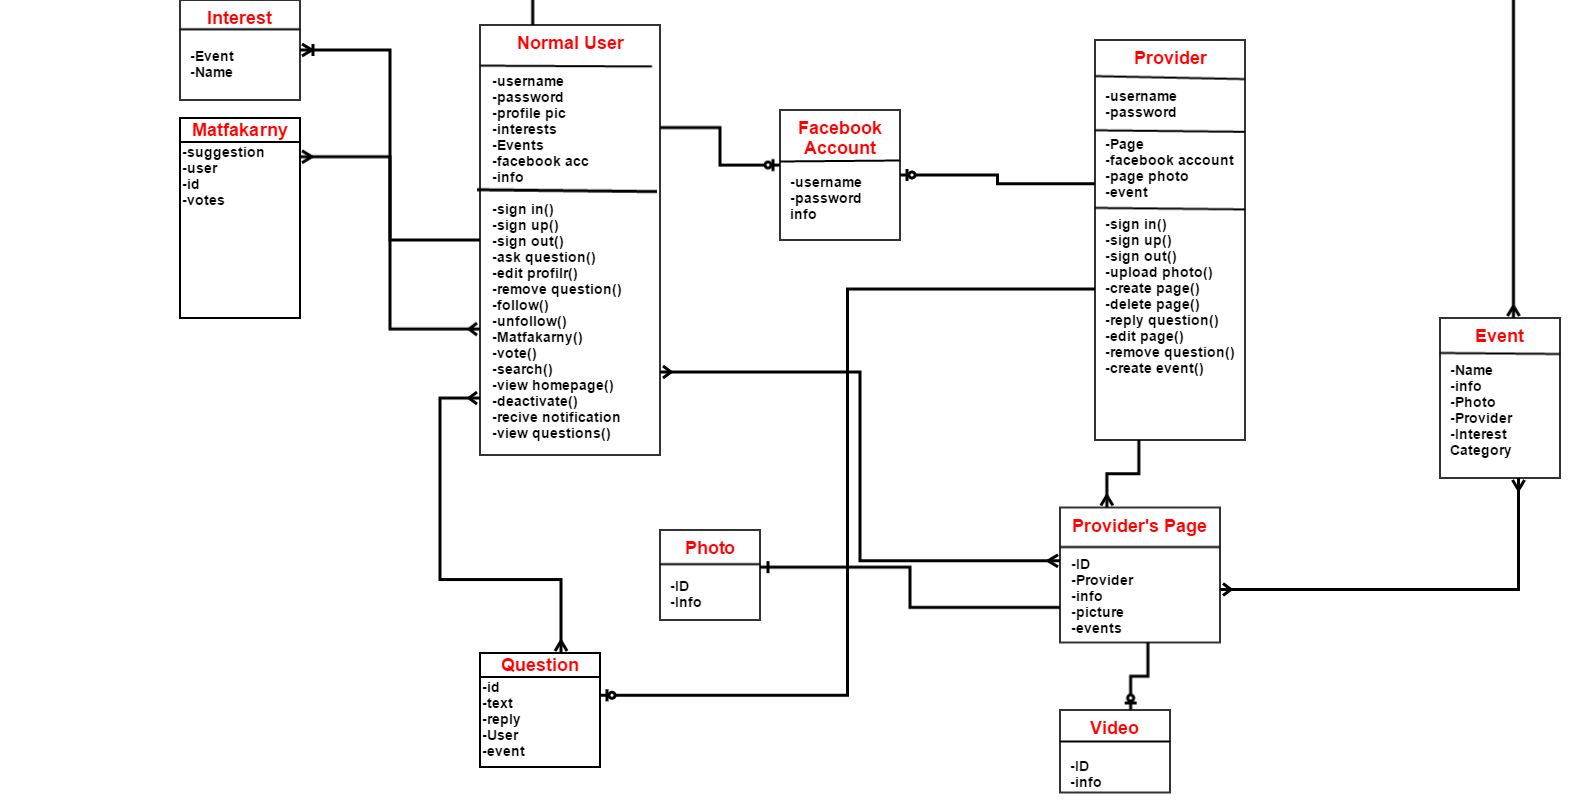 Interest
-Event
-Name
Matfakarny
-suggestion
-user
-id
-votes
Normal User
-username
-password
-profile pic
-interests
-Events
-facebook acc
-info
-sign in()
-sign up()
-sign out()
-ask question()
-edit profilr()
-remove question()
-follow()
-unfollow()
-Matfakarny()
-vote()
-search()
-view homepage()
-deactivate()
-recive notification
-view questions()
Facebook
Account
-username
-password
info
Provider
-username
-password
-Page
-facebook account
-page photo
-event
-sign in()
-sign up()
-sign out()
-upload photo()
-create page()
-delete page()
-reply question()
-edit page()
-remove question()
-create event()
Event
-Name
-info
-Photo
-Provider
-Interest
Category
Photo
-ID
-Info
Provider's Page
-ID
-Provider
-info
-picture
-events
Question
-id
-text
-reply
-User
-event
Video
-ID
-info